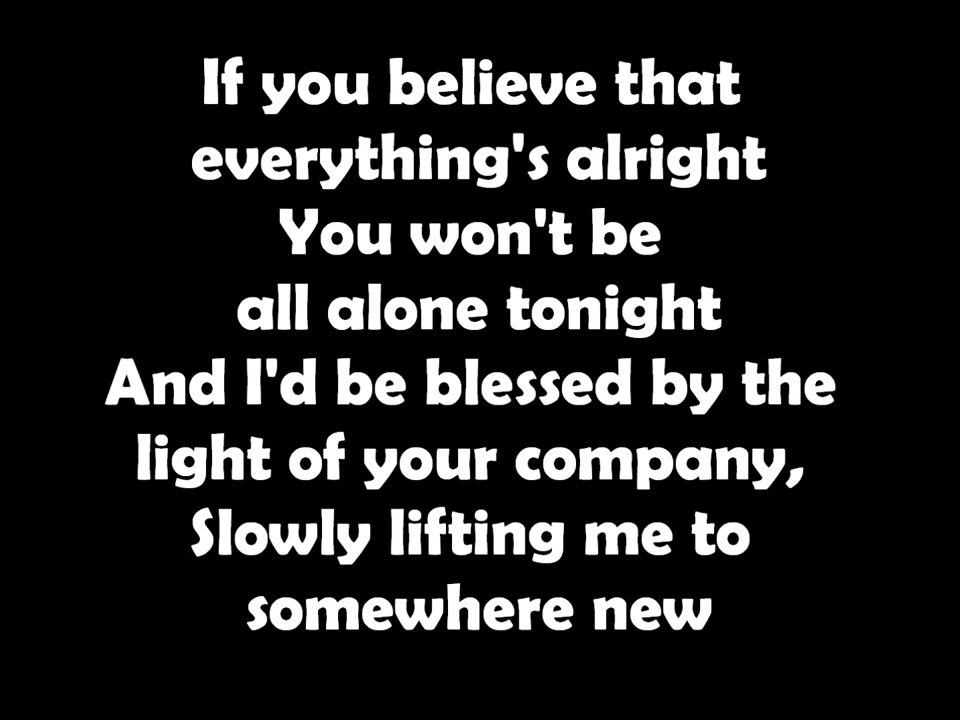 If you believe that
everything's alright
You won't be
all alone tonight
And I'd be blessed by the
light of your company,
Slowly lifting me to
somewhere new